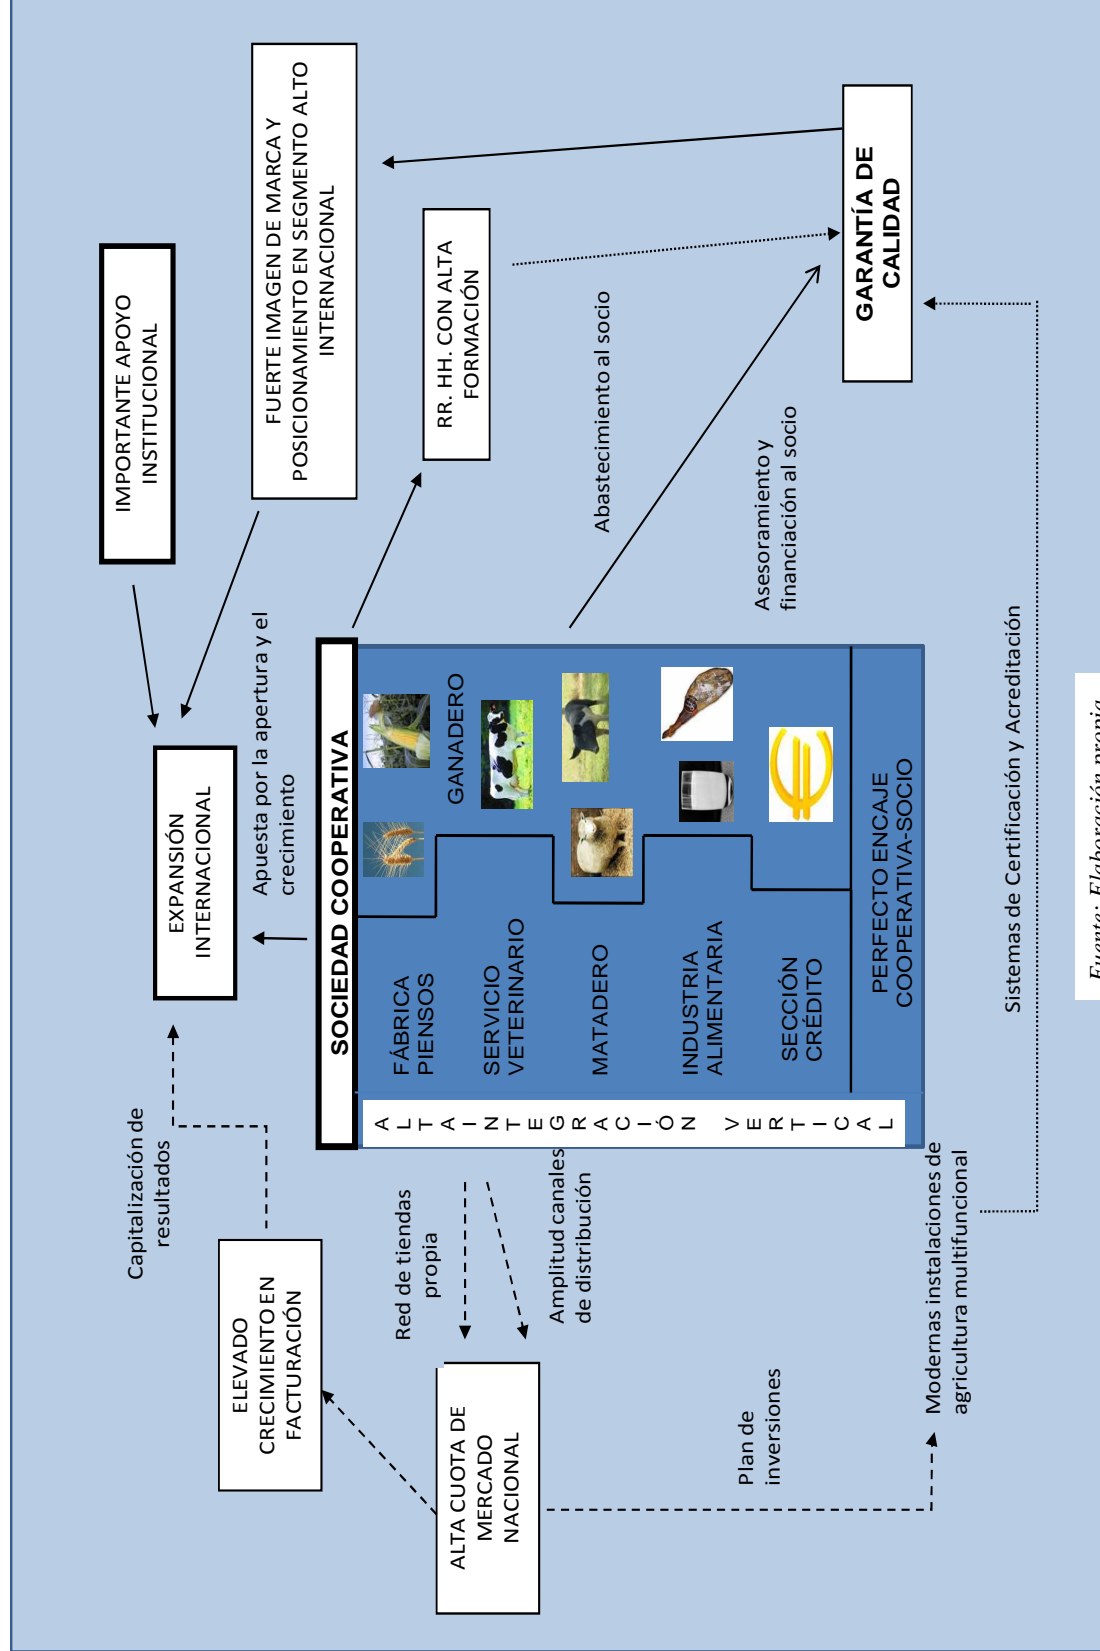 IMPORTANTE APOYO
INSTITUCIONAL
EXPANSIÓN
INTERNACIONAL
Capitalización de
resultados
ELEVADO
CRECIMIENTO EN
FACTURACIÓN
Apuesta por la apertura y el
crecimiento
FUERTE IMAGEN DE MARCA Y
POSICIONAMIENTO EN SEGMENTO ALTO
INTERNACIONAL
SOCIEDAD COOPERATIVA
RR. HH. CON ALTA
FORMACIÓN
Red de tiendas
propia
ALTA CUOTA DE
MERCADO
NACIONAL
Amplitud canales
de distribución
ALTA INTEGRACIÓN VERTICAL
FÁBRICA
PIENSOS
GANADERO
SERVICIO
VETERINARIO
MATADERO
INDUSTRIA
ALIMENTARIA
SECCIÓN
CRÉDITO
PERFECTO ENCAJE
COOPERATIVA-SOCIO
Abastecimiento al socio
Asesoramiento y
financiación al socio
GARANTÍA DE
CALIDAD
Plan de
inversiones
Modernas instalaciones de
agricultura multifuncional
Sistemas de Certificación y Acreditación
Fuente: Elaboración propia